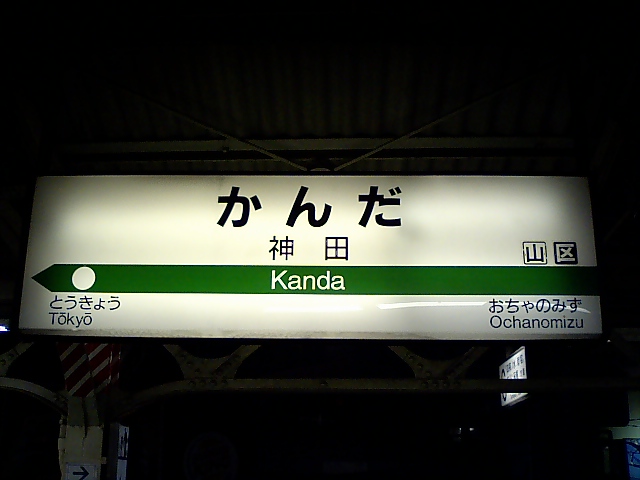 かんだ
神田
山 区
Kanda
とうきょう
Tōkyō
おちゃのみず
Ochanomizu